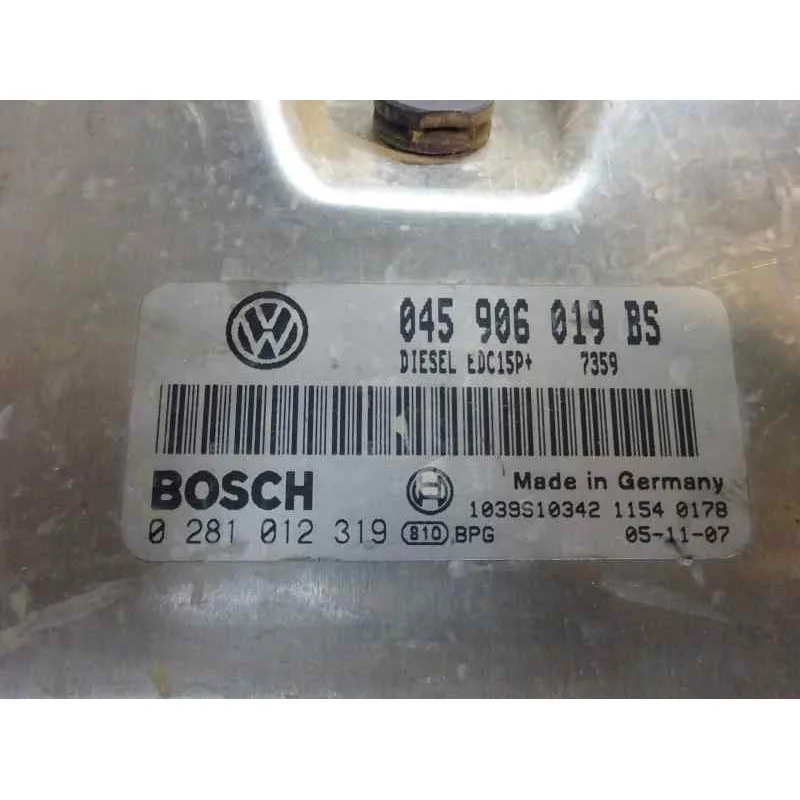 045 906 019 BS
DIESEL EDC15P+ 7359
BOSCH
Made in Germany
1039S10342 1154 0178
0 281 012 319 810 BPG 05-11-07